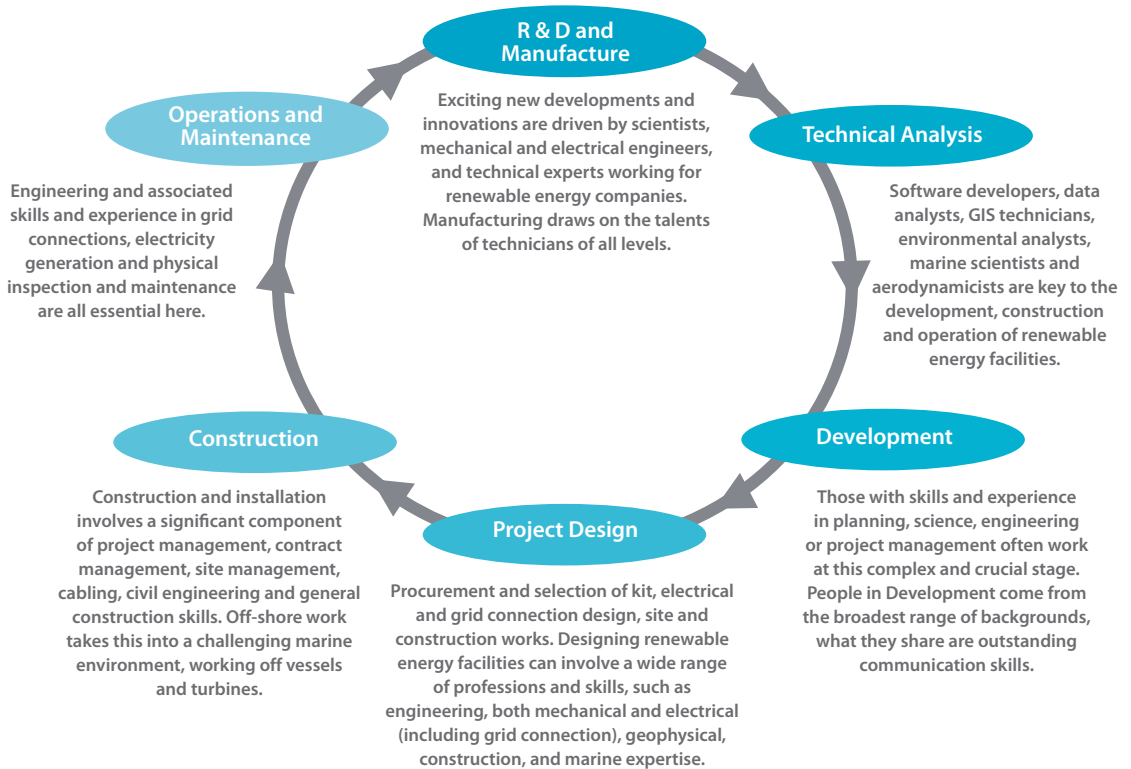 R & D and
Manufacture
Exciting new developments and
innovations are driven by scientists,
mechanical and electrical engineers,
and technical experts working for
renewable energy companies.
Manufacturing draws on the talents
of technicians of all levels.
Technical Analysis
Software developers, data
analysts, GIS technicians,
environmental analysts,
marine scientists and
aerodynamicists are key to the
development, construction
and operation of renewable
energy facilities.
Development
Those with skills and experience
in planning, science, engineering
or project management often work
at this complex and crucial stage.
People in Development come from
the broadest range of backgrounds,
what they share are outstanding
communication skills.
Project Design
Procurement and selection of kit, electrical
and grid connection design, site and
construction works. Designing renewable
energy facilities can involve a wide range
of professions and skills, such as
engineering, both mechanical and electrical
(including grid connection), geophysical,
construction, and marine expertise.
Construction
Construction and installation
involves a significant component
of project management, contract
management, site management,
cabling, civil engineering and general
construction skills. Off-shore work
takes this into a challenging marine
environment, working off vessels
and turbines.
Operations and
Maintenance
Engineering and associated
skills and experience in grid
connections, electricity
generation and physical
inspection and maintenance
are all essential here.